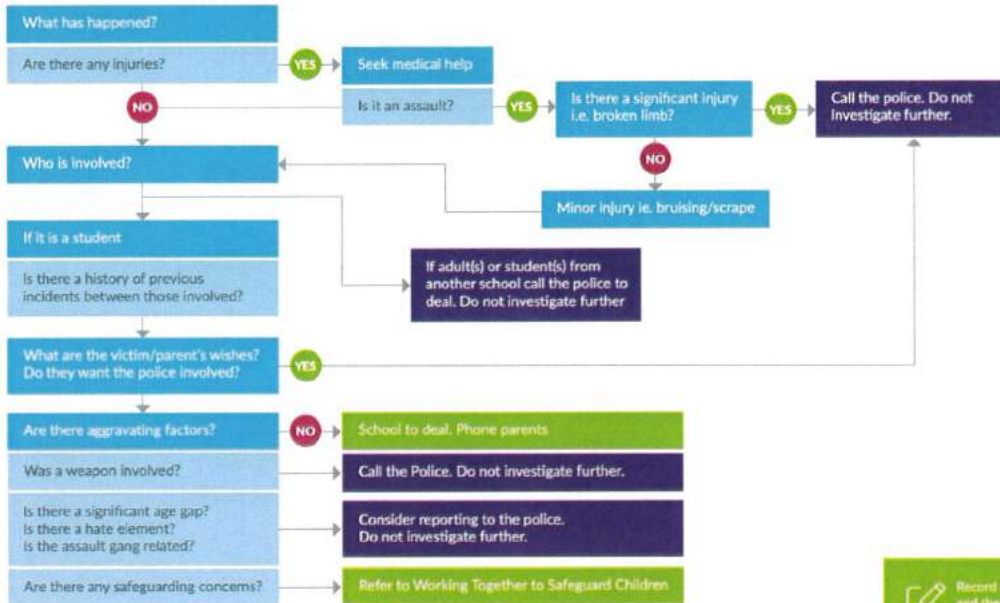 What has happened?
Are there any injuries?
YES
Seek medical help
NO
Is it an assault?
YES
Is there a significant injury
i.e. broken limb?
YES
Call the police. Do not
investigate further.
Who is involved?
NO
Minor injury ie. bruising/scrape
If it is a student
Is there a history of previous
incidents between those involved?
If adult(s) or student(s) from
another school call the police to
deal. Do not investigate further
What are the victim/parent's wishes?
Do they want the police involved?
YES
Are there aggravating factors?
NO
School to deal. Phone parents
Was a weapon involved?
Call the Police. Do not investigate further.
Is there a significant age gap?
Is there a hate element?
Is the assault gang related?
Consider reporting to the police.
Do not investigate further.
Are there any safeguarding concerns?
Refer to Working Together to Safeguard Children
Record
and the